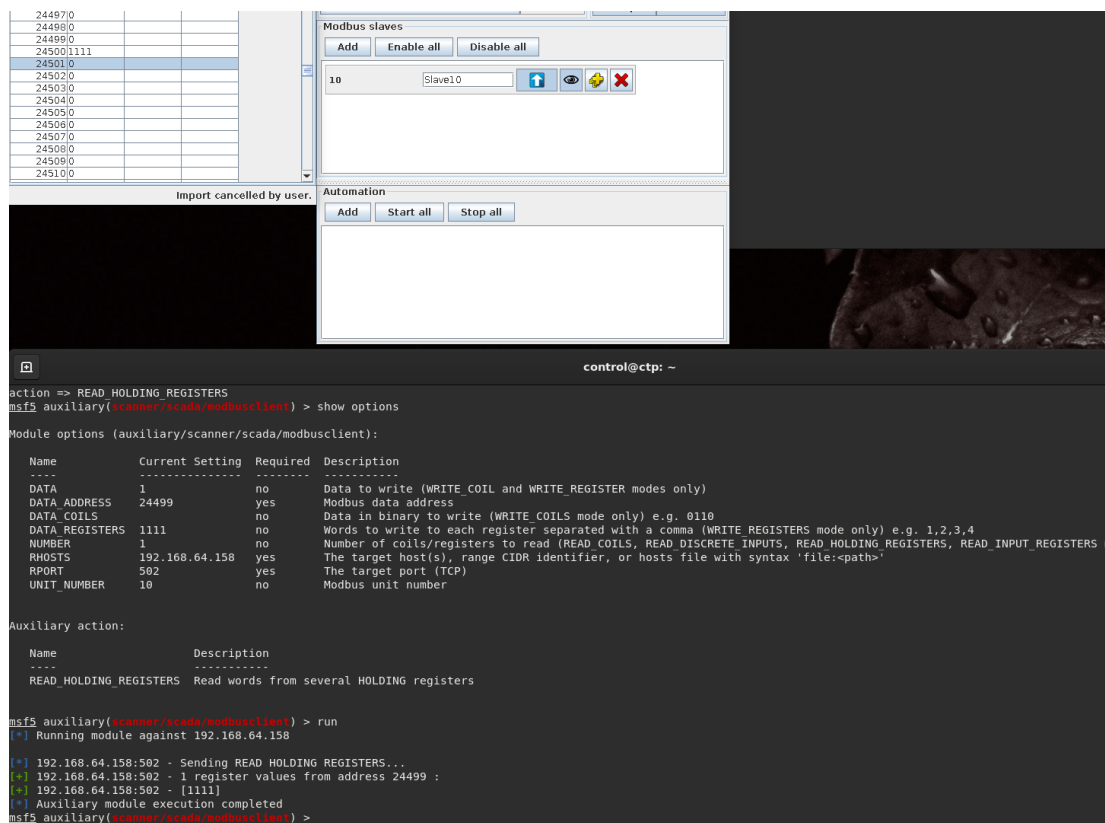 24497 0
24498 0
24499 0
24500 1111
24501 0
24502 0
24503 0
24504 0
24505 0
24506 0
24507 0
24508 0
24509 0
24510 0
Import cancelled by user.
Modbus slaves
Add Enable all Disable all
10 Slave10
Automation
Add Start all Stop all
control@ctp: ~
action => READ_HOLDING_REGISTERS
msf5 auxiliary(scanner/scada/modbusclient) > show options
Module options (auxiliary/scanner/scada/modbusclient):
Name Current Setting Required Description
---- --------------- -------- -----------
DATA 1 no Data to write (WRITE_COIL and WRITE_REGISTER modes only)
DATA_ADDRESS 24499 yes Modbus data address
DATA_COILS no Data in binary to write (WRITE_COILS mode only) e.g. 0110
DATA_REGISTERS 1111 no Words to write to each register separated with a comma (WRITE_REGISTERS mode only) e.g. 1,2,3,4
NUMBER 1 no Number of coils/registers to read (READ_COILS, READ_DISCRETE_INPUTS, READ_HOLDING_REGISTERS, READ_INPUT_REGISTERS
RHOSTS 192.168.64.158 yes The target host(s), range CIDR identifier, or hosts file with syntax 'file:<path>'
RPORT 502 yes The target port (TCP)
UNIT_NUMBER 10 no Modbus unit number
Auxiliary action:
Name Description
---- -----------
READ_HOLDING_REGISTERS Read words from several HOLDING registers
msf5 auxiliary(scanner/scada/modbusclient) > run
[*] Running module against 192.168.64.158
[*] 192.168.64.158:502 - Sending READ HOLDING REGISTERS...
[+] 192.168.64.158:502 - 1 register values from address 24499 :
[+] 192.168.64.158:502 - [1111]
[*] Auxiliary module execution completed
msf5 auxiliary(scanner/scada/modbusclient) >